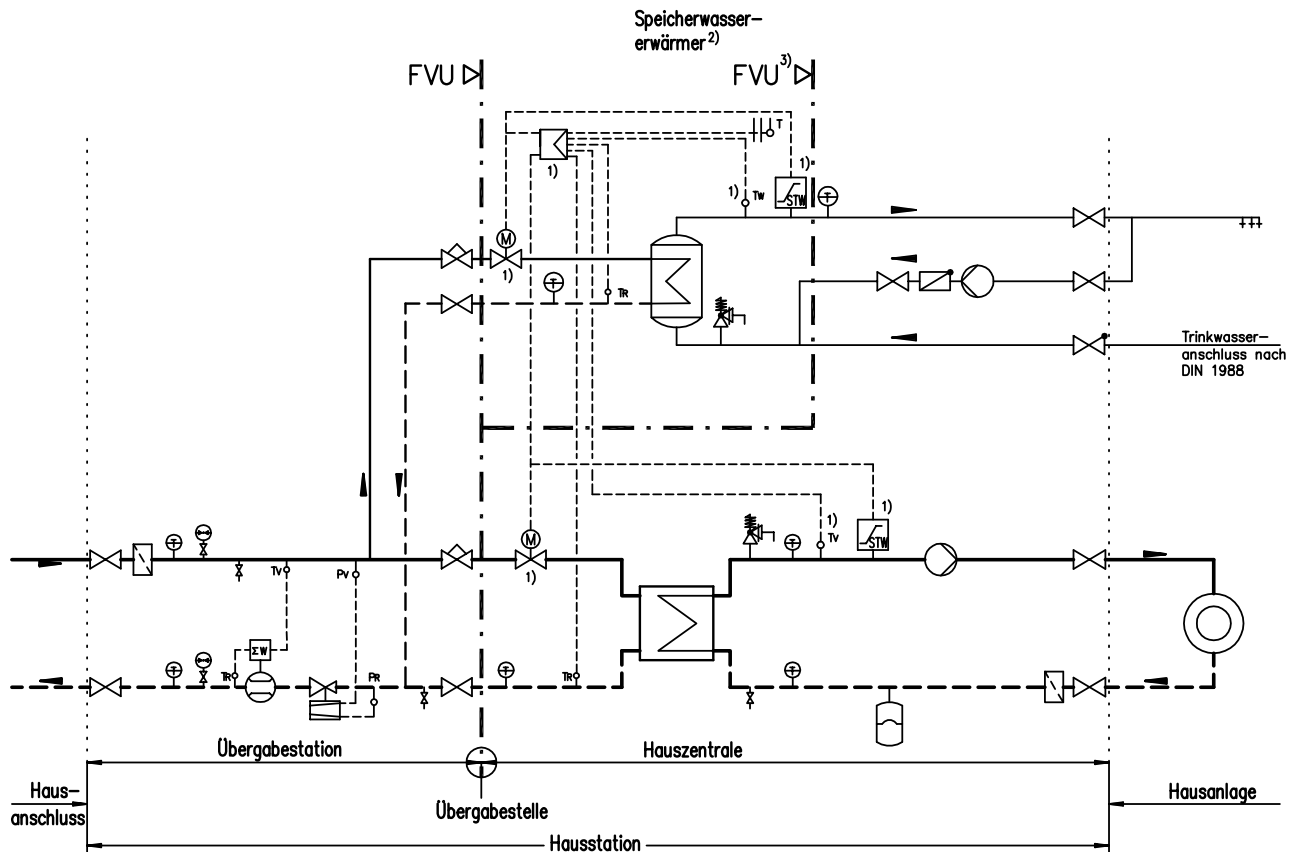 Speicherwasser-
erwärmer 2)
FVU
FVU 3)
T
1)
1)
1)
Tw
STW
T
M
1)
T
TR
Trinkwasser-
anschluss nach
DIN 1988
1)
1)
Tv
STW
M
T
T
1)
Tv
Pv
ΣW
T
TR
PR
T
TR
T
Übergabestation
Hauszentrale
Haus-
anschluss
Übergabestelle
Hausanlage
Hausstation